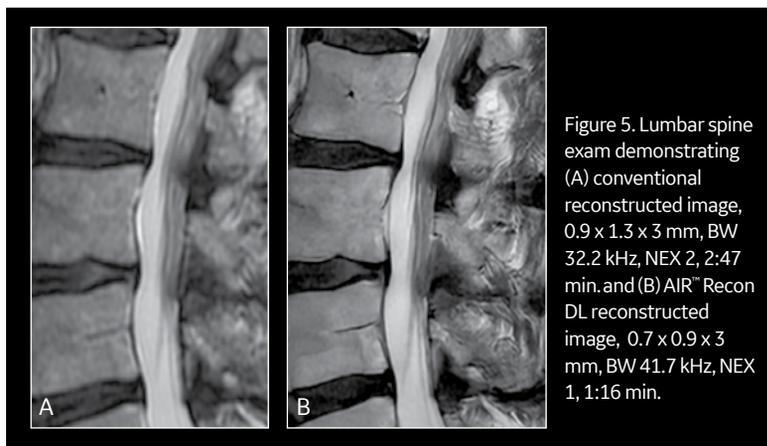 A
B
Figure 5. Lumbar spine
exam demonstrating
(A) conventional
reconstructed image,
0.9 x 1.3 x 3 mm, BW
32.2 kHz, NEX 2, 2:47
min. and (B) AIR™ Recon
DL reconstructed
image, 0.7 x 0.9 x 3
mm, BW 41.7 kHz, NEX
1, 1:16 min.